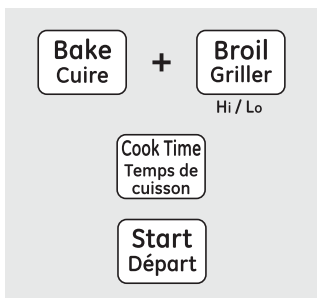 Bake + Broil
Cuire Griller
Hi / Lo
Cook Time
Temps de
cuisson
Start
Départ